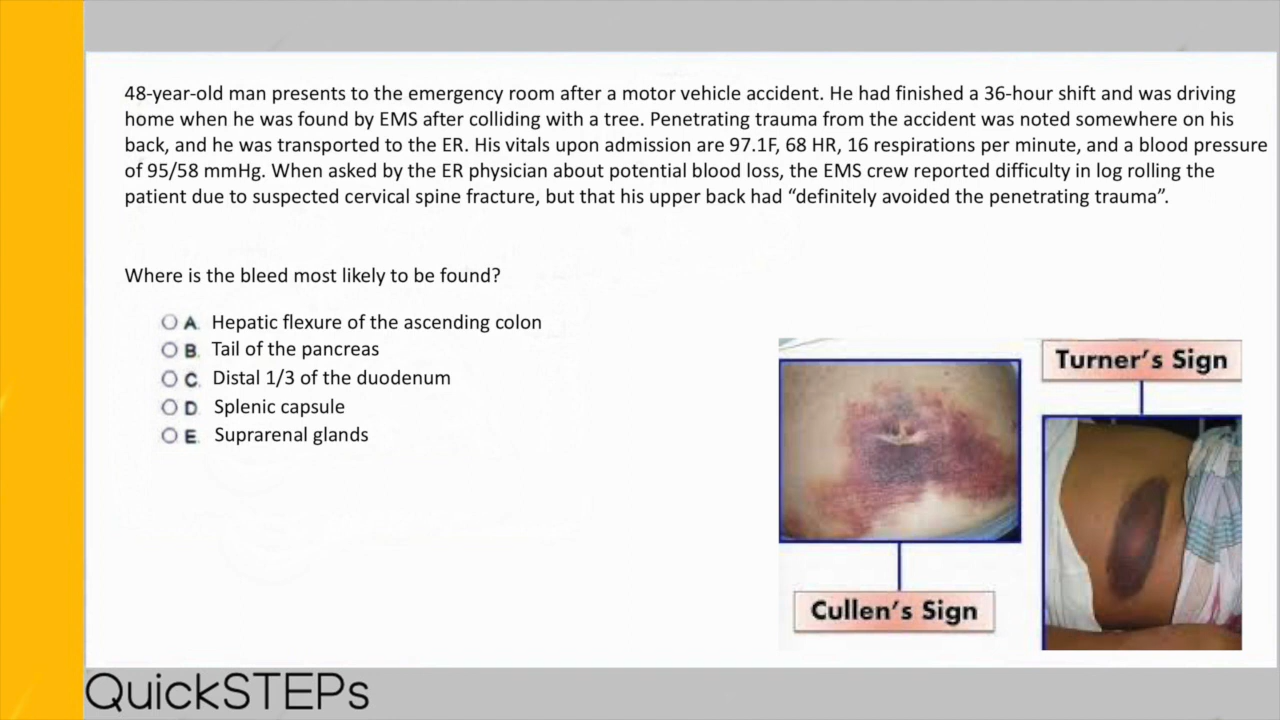 48-year-old man presents to the emergency room after a motor vehicle accident. He had finished a 36-hour shift and was driving
home when he was found by EMS after colliding with a tree. Penetrating trauma from the accident was noted somewhere on his
back, and he was transported to the ER. His vitals upon admission are 97.1F, 68 HR, 16 respirations per minute, and a blood pressure
of 95/58 mmHg. When asked by the ER physician about potential blood loss, the EMS crew reported difficulty in log rolling the
patient due to suspected cervical spine fracture, but that his upper back had “definitely avoided the penetrating trauma”.
Where is the bleed most likely to be found?
A. Hepatic flexure of the ascending colon
B. Tail of the pancreas
C. Distal 1/3 of the duodenum
D. Splenic capsule
E. Suprarenal glands
Turner's Sign
Cullen's Sign
QuickSTEPs